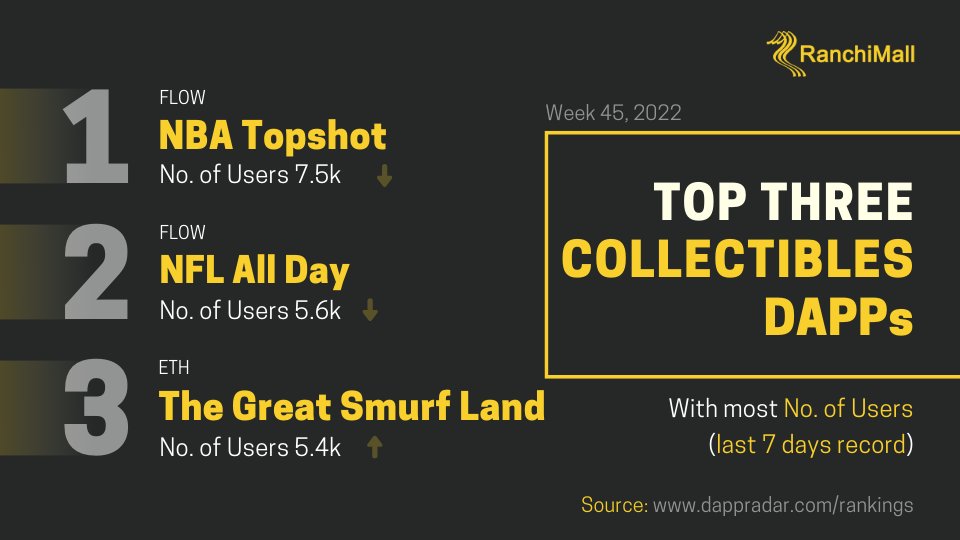 RanchiMall
1
FLOW
NBA Topshot
No. of Users 7.5k
2
FLOW
NFL All Day
No. of Users 5.6k
3
ETH
The Great Smurf Land
No. of Users 5.4k
Week 45, 2022
TOP THREE
COLLECTIBLES
DAPPs
With most No. of Users
(last 7 days record)
Source: www.dappradar.com/rankings